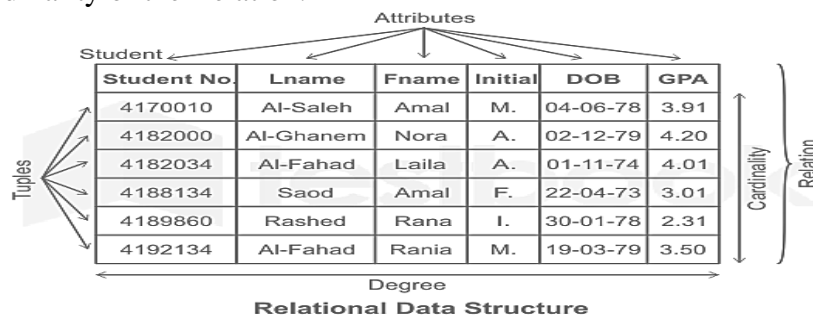 Attributes
Student
Student No. Lname Fname Initial DOB GPA
4170010 Al-Saleh Amal M. 04-06-78 3.91
4182000 Al-Ghanem Nora A. 02-12-79 4.20
4182034 Al-Fahad Laila A. 01-11-74 4.01
4188134 Saod Amal F. 22-04-73 3.01
4189860 Rashed Rana I. 30-01-78 2.31
4192134 Al-Fahad Rania M. 19-03-79 3.50
Tuples
Cardinality
Relation
Degree
Relational Data Structure